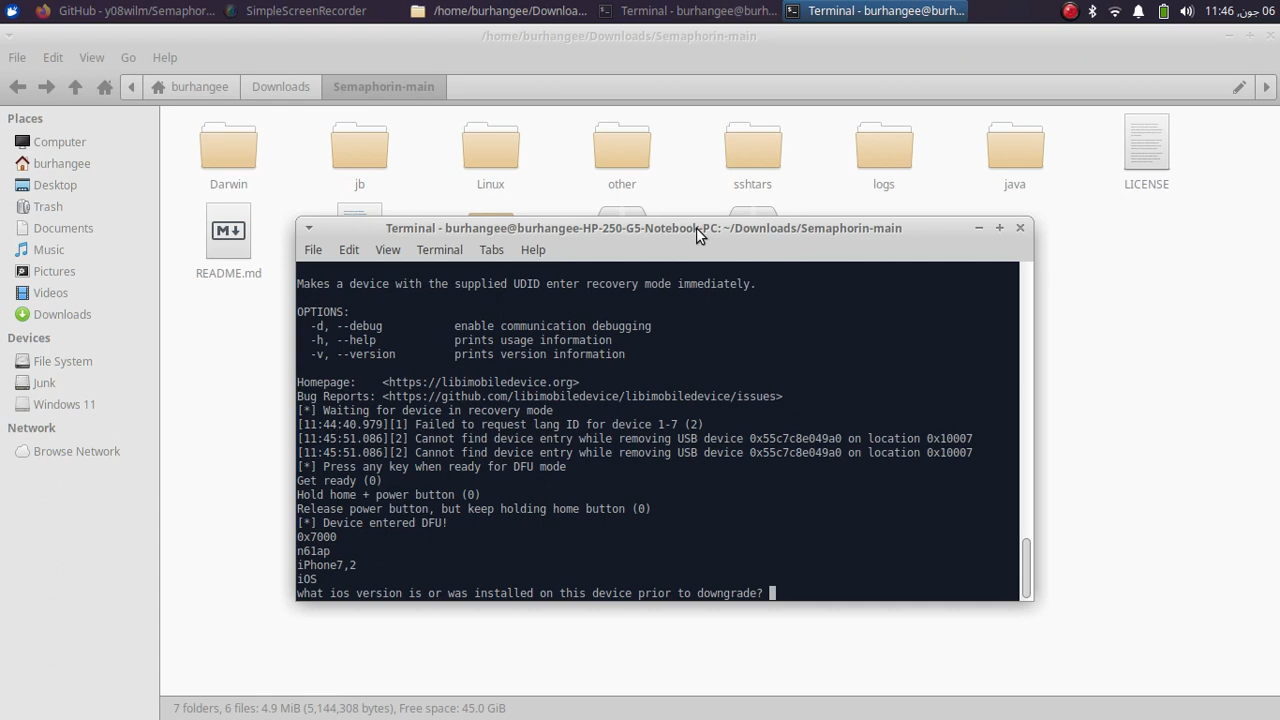 GitHub - y08wilm/Semaphor...
SimpleScreenRecorder
/home/burhangee/Downloa...
Terminal - burhangee@burh...
Terminal - burhangee@burh...
06 جون, 11:46
/home/burhangee/Downloads/Semaphorin-main
File Edit View Go Help
burhangee Downloads Semaphorin-main
Places
Computer
burhangee
Desktop
Trash
Documents
Music
Pictures
Videos
Downloads
Devices
File System
Junk
Windows 11
Network
Browse Network
Darwin jb Linux other sshtars logs java LICENSE
M
README.md
Terminal - burhangee@burhangee-HP-250-G5-Notebook-PC: ~/Downloads/Semaphorin-main
File Edit View Terminal Tabs Help
Makes a device with the supplied UDID enter recovery mode immediately.
OPTIONS:
-d, --debug enable communication debugging
-h, --help prints usage information
-v, --version prints version information
Homepage: <https://libimobiledevice.org>
Bug Reports: <https://github.com/libimobiledevice/libimobiledevice/issues>
[*] Waiting for device in recovery mode
[11:44:40.979][1] Failed to request lang ID for device 1-7 (2)
[11:45:51.086][2] Cannot find device entry while removing USB device 0x55c7c8e049a0 on location 0x10007
[11:45:51.086][2] Cannot find device entry while removing USB device 0x55c7c8e049a0 on location 0x10007
[*] Press any key when ready for DFU mode
Get ready (0)
Hold home + power button (0)
Release power button, but keep holding home button (0)
[*] Device entered DFU!
0x7000
n61ap
iPhone7,2
iOS
what ios version is or was installed on this device prior to downgrade?
7 folders, 6 files: 4.9 MiB (5,144,308 bytes), Free space: 45.0 GiB